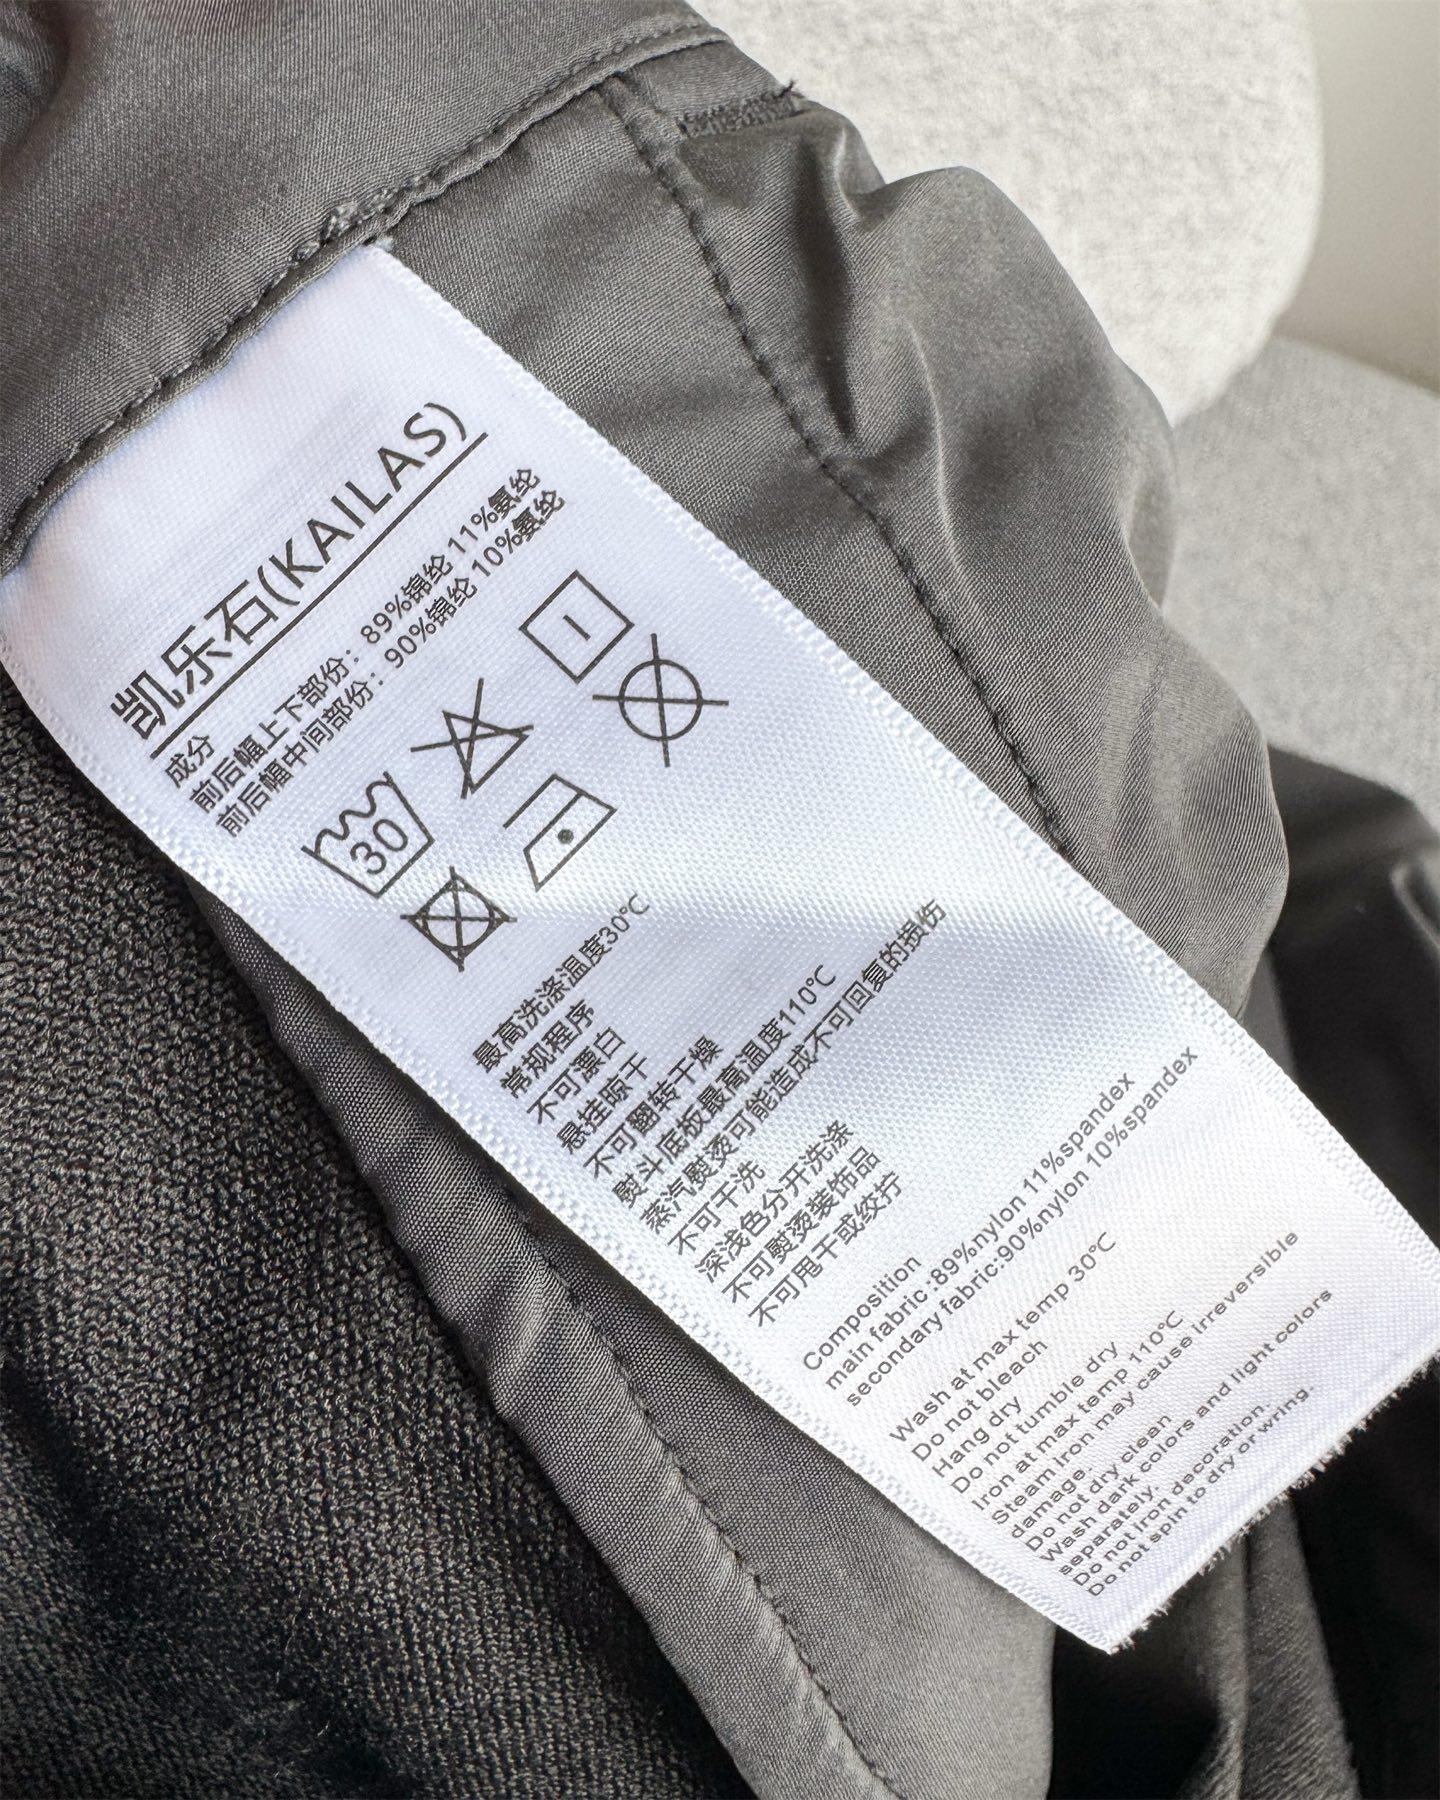 凯乐石(KAILAS)
成分
前后幅上下部份：89%锦纶 11%氨纶
前后幅中间部份：90%锦纶 10%氨纶
30
最高洗涤温度30℃
常规程序
不可漂白
悬挂晾干
不可翻转干燥
熨斗底板最高温度110℃
蒸汽熨烫可能造成不可回复的损伤
不可干洗
深浅色分开洗涤
不可熨烫装饰品
不可甩干或绞拧
Composition
main fabric :89%nylon 11%spandex
secondary fabric:90%nylon 10%spandex
Wash at max temp 30℃
Do not bleach
Hang dry
Do not tumble dry
Iron at max temp 110℃
Steam iron may cause irreversible
damage.
Do not dry clean
Wash dark colors and light colors
separately.
Do not iron decoration.
Do not spin to dry or wring.